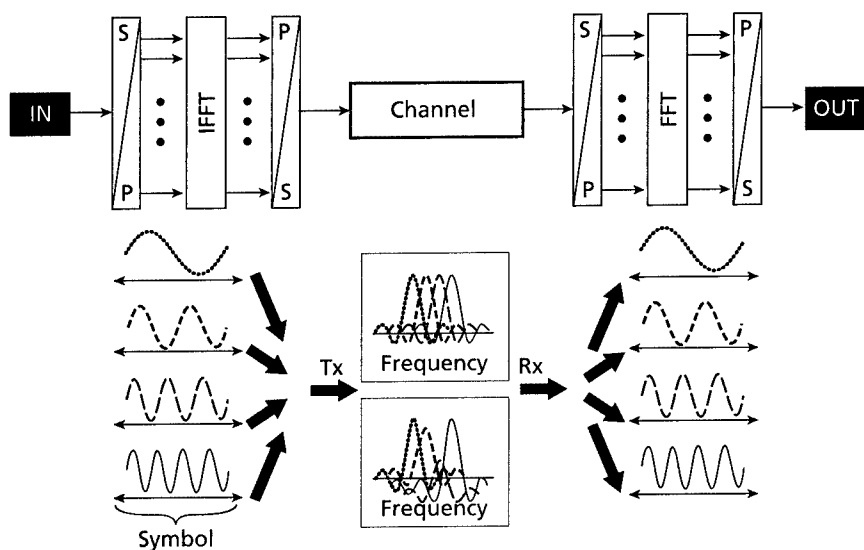 S P S P
IN IFFT Channel FFT OUT
P S P S
Tx Rx
Frequency
Frequency
Symbol